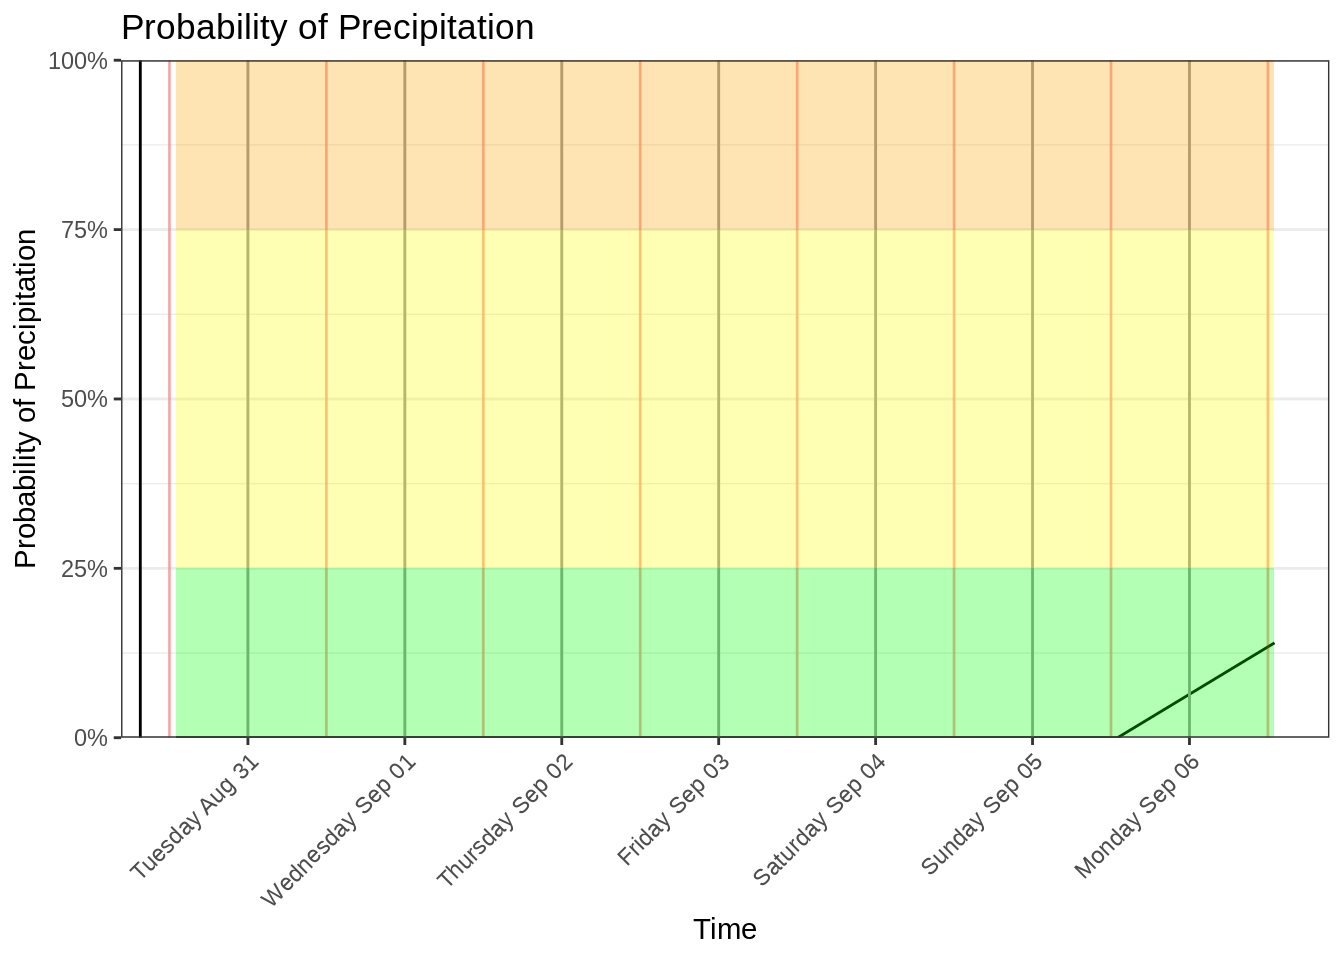 Probability of Precipitation
Probability of Precipitation
100%
75%
50%
25%
0%
Tuesday Aug 31
Wednesday Sep 01
Thursday Sep 02
Friday Sep 03
Saturday Sep 04
Sunday Sep 05
Monday Sep 06
Time